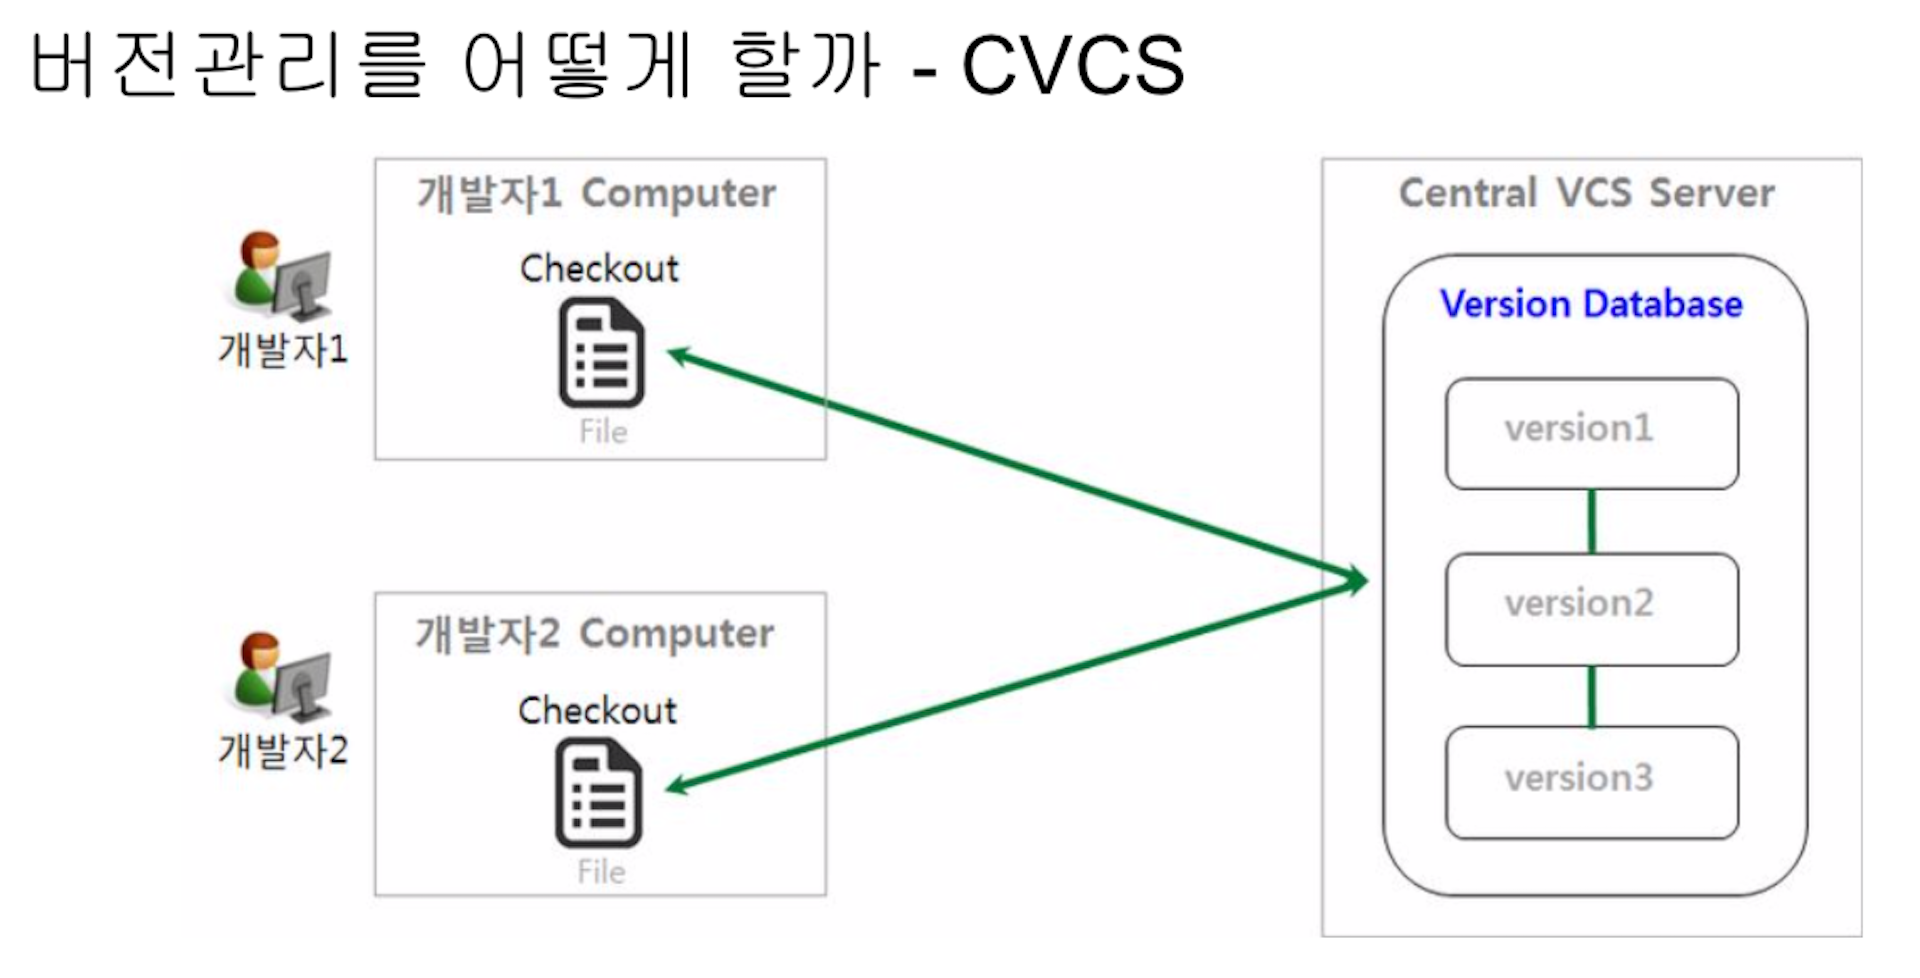 버전관리를 어떻게 할까 - CVCS
개발자1 Computer
Checkout
File
개발자1
개발자2 Computer
Checkout
File
개발자2
Central VCS Server
Version Database
version1
version2
version3